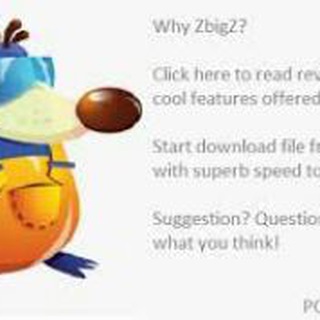 Why ZbigZ?
Click here to read rev
cool features offered
Start download file fr
with superb speed to
Suggestion? Question
what you think!
PO